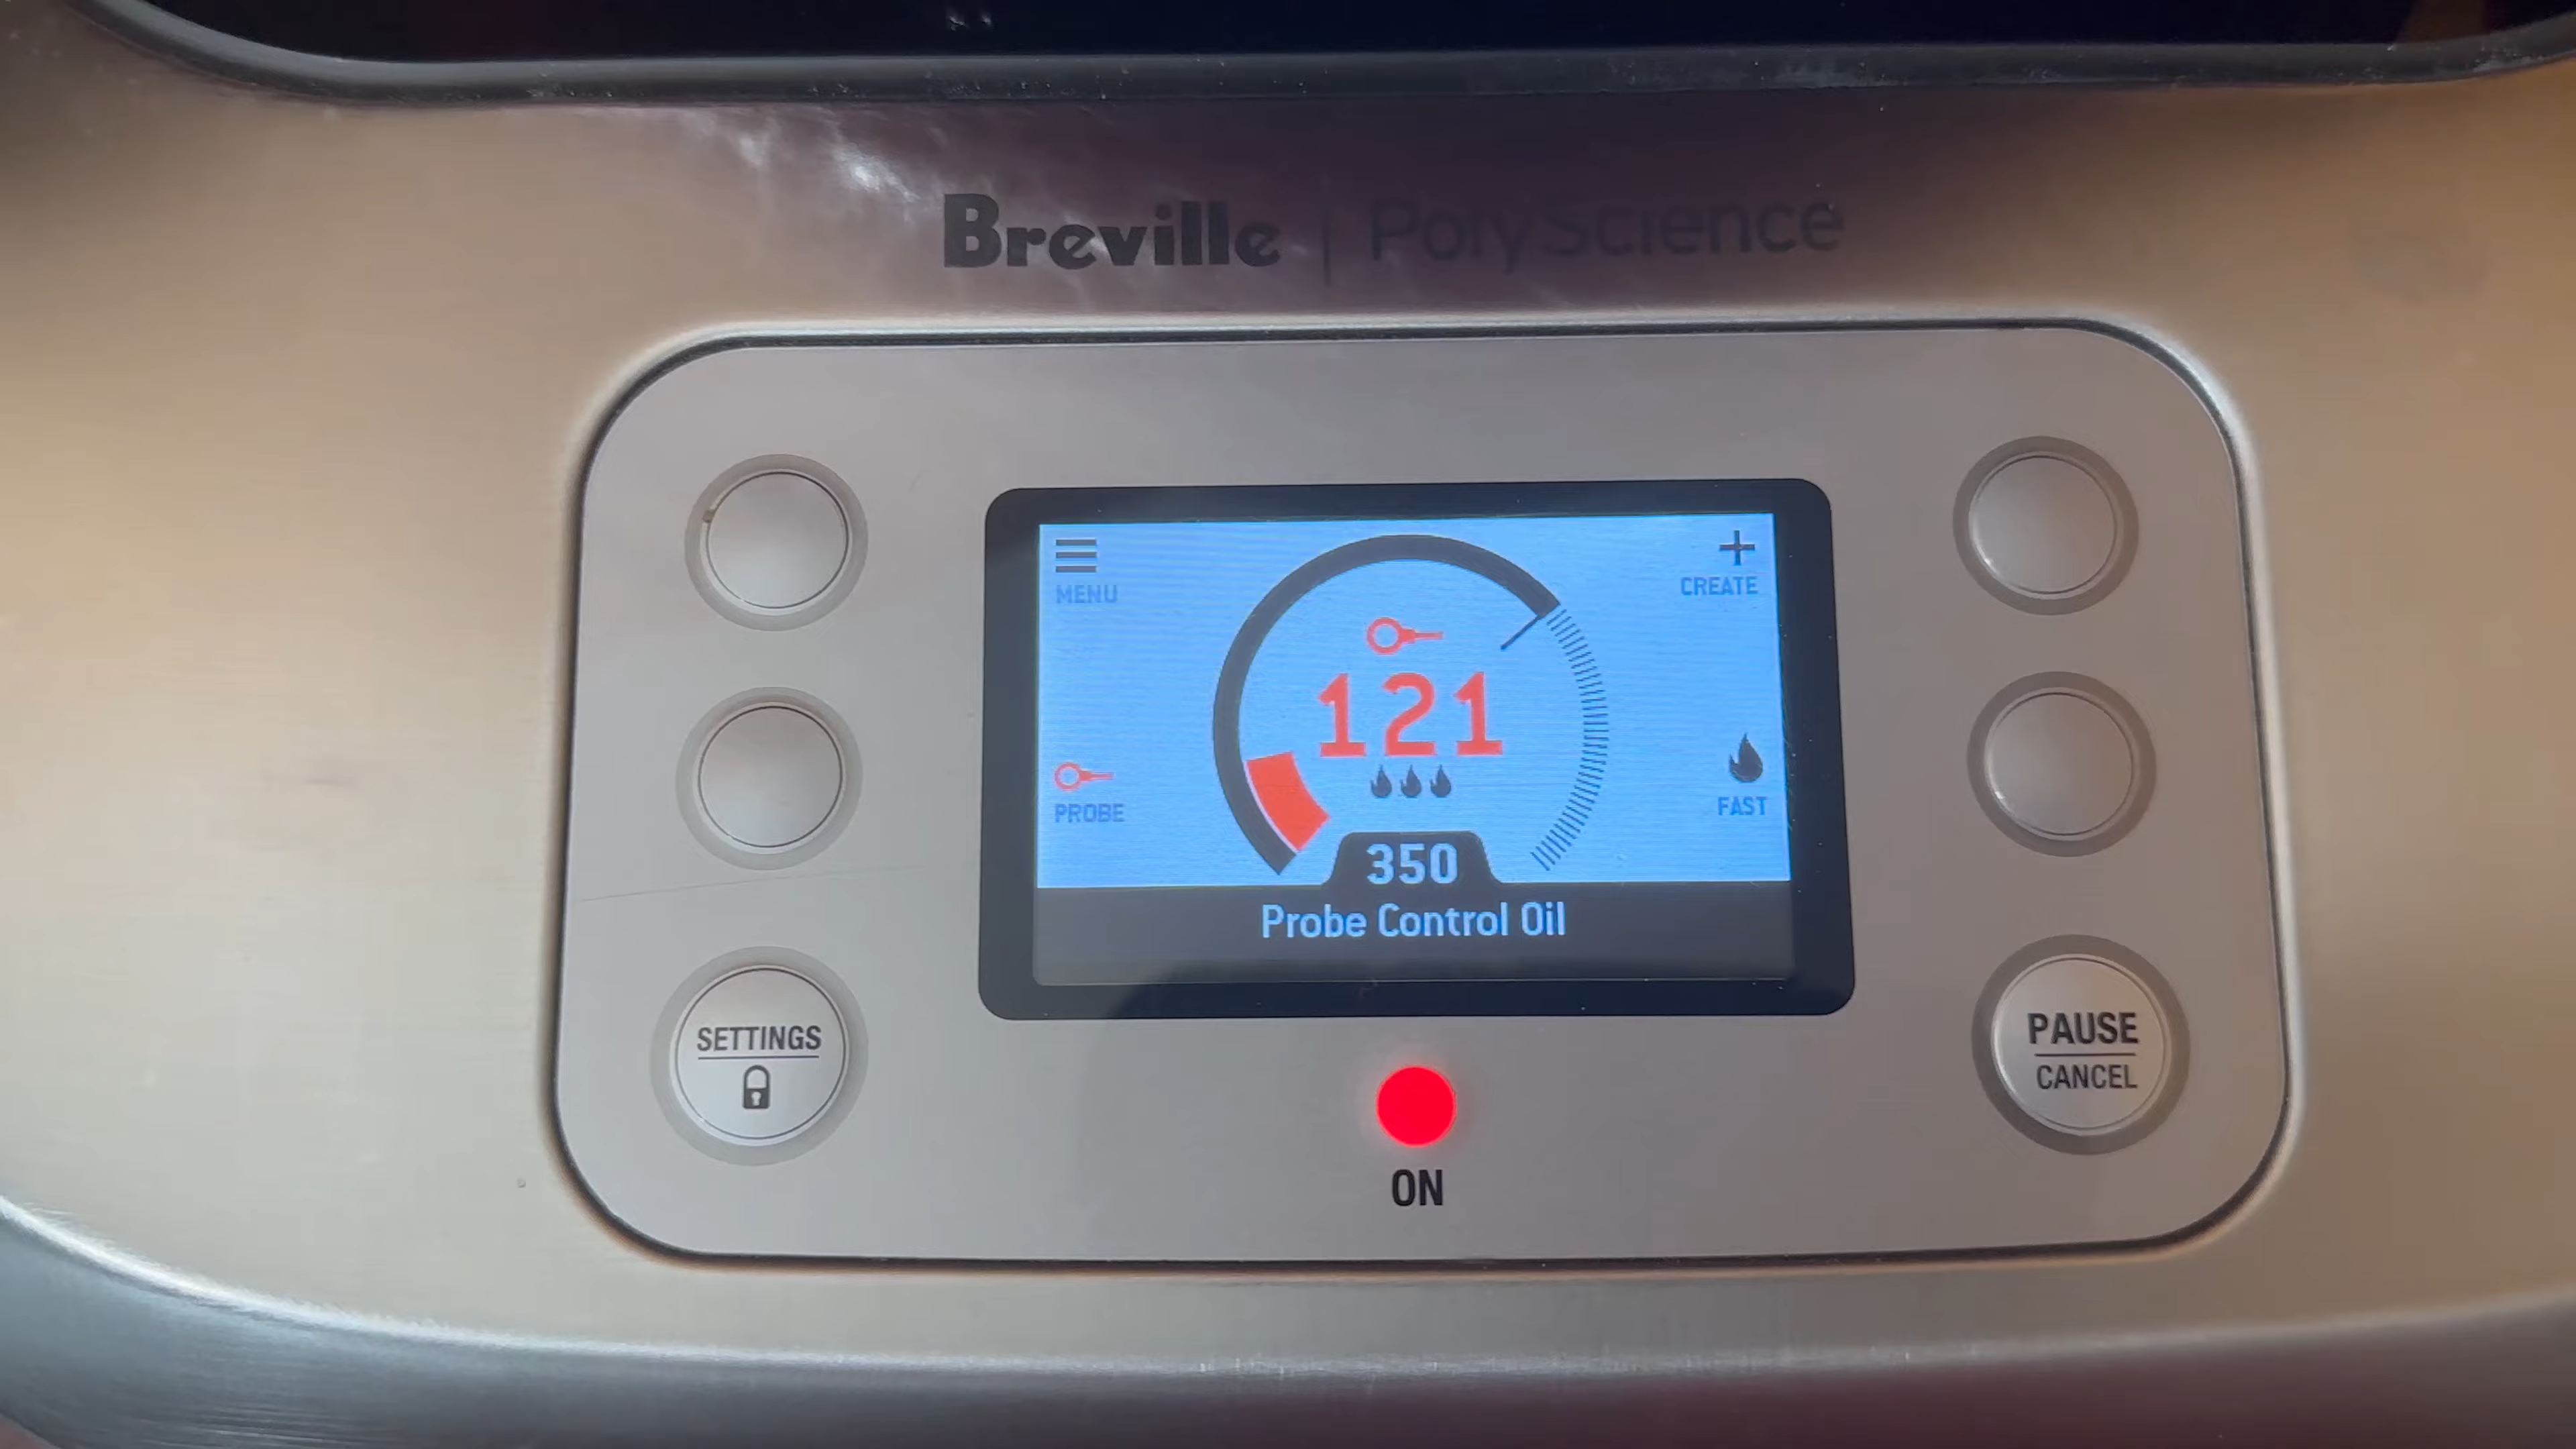 Breville | PolyScience
MENU
CREATE
121
PROBE
FAST
350
Probe Control Oil
SETTINGS
PAUSE
CANCEL
ON